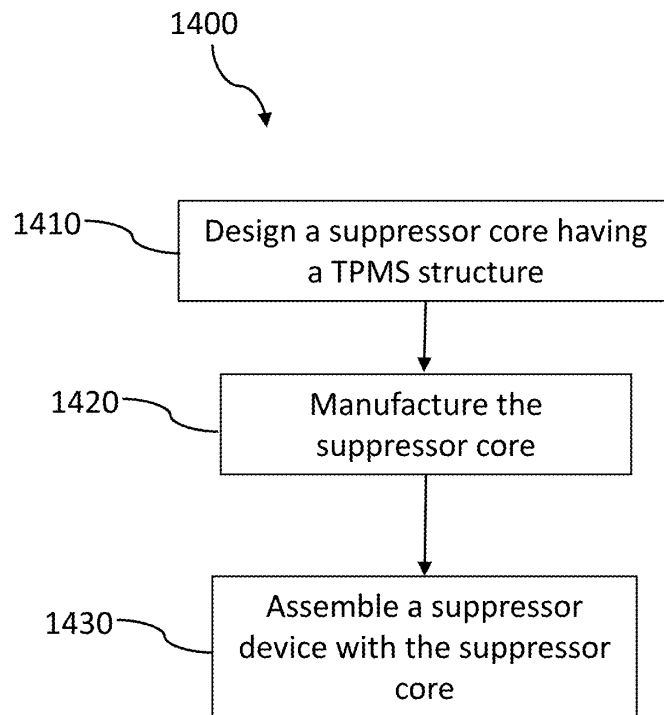 1400
1410
Design a suppressor core having
a TPMS structure
1420
Manufacture the
suppressor core
1430
Assemble a suppressor
device with the suppressor
core